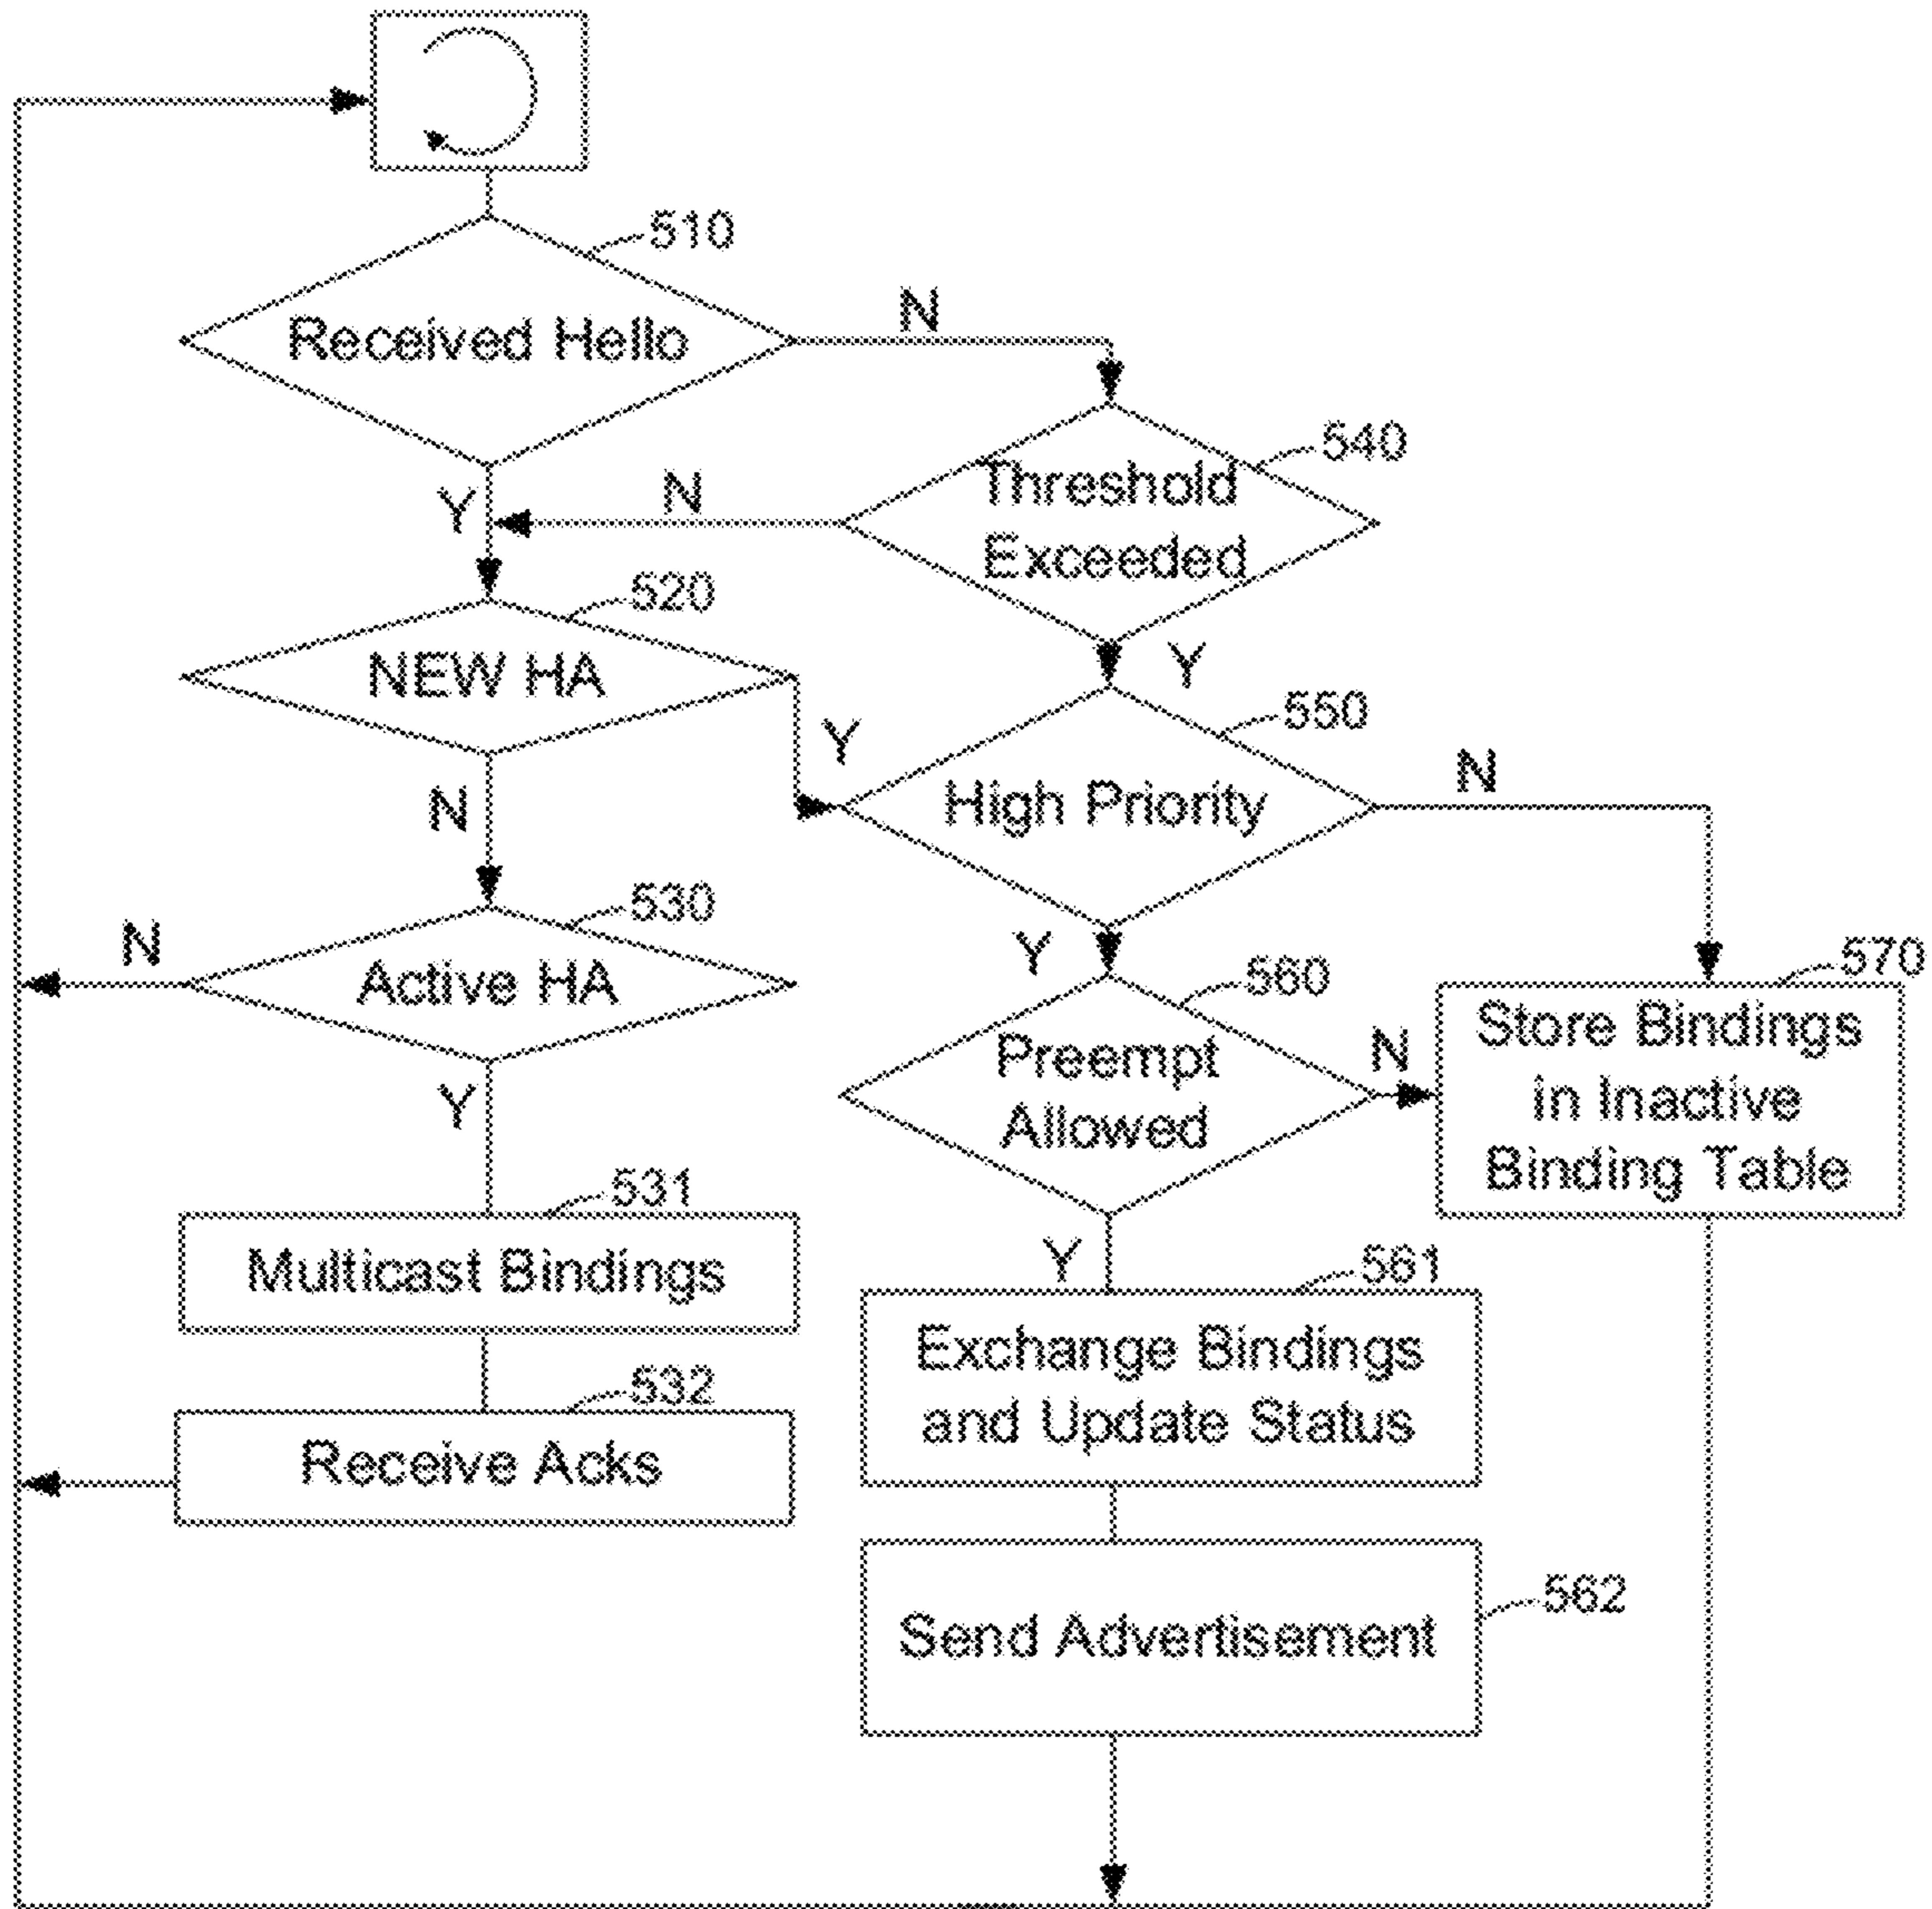 510
Received Hello
N
Y
540
Threshold
Exceeded
N
Y
520
NEW HA
Y
N
550
High Priority
N
Y
530
Active HA
N
Y
560
Preempt
Allowed
N
Y
570
Store Bindings
in Inactive
Binding Table
531
Multicast Bindings
532
Receive Acks
561
Exchange Bindings
and Update Status
562
Send Advertisement